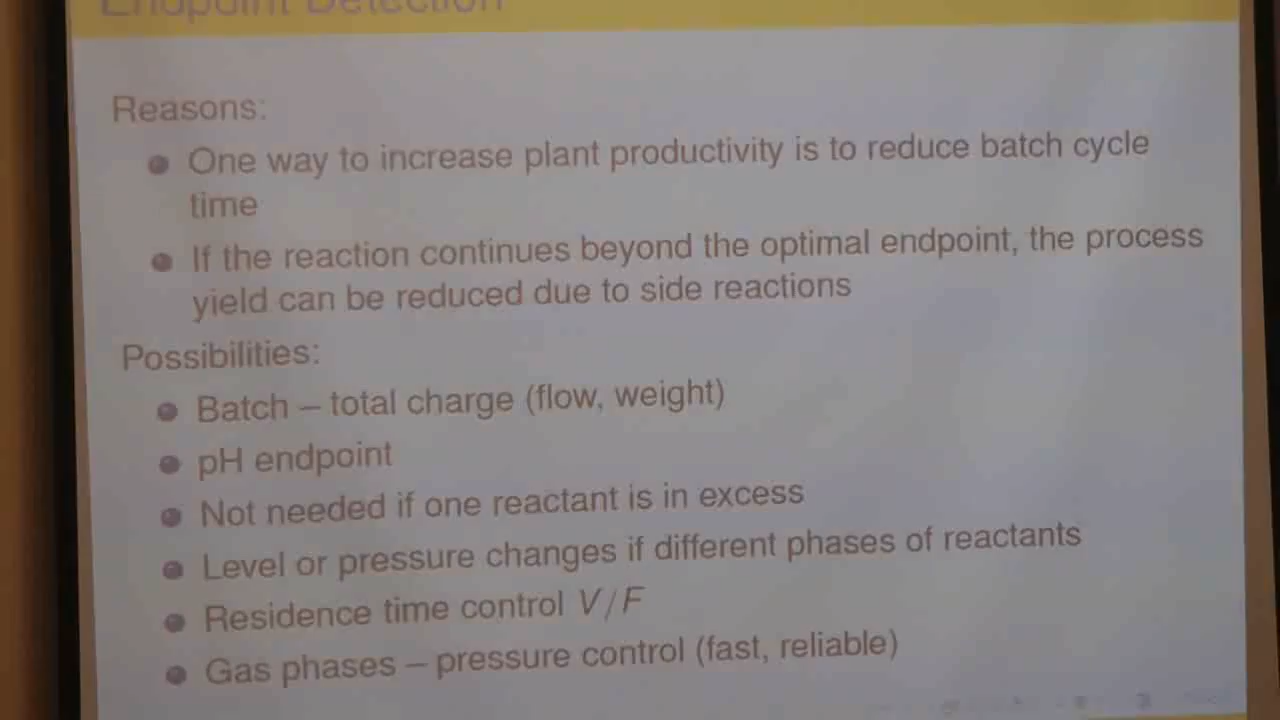 Endpoint Detection
Reasons:
One way to increase plant productivity is to reduce batch cycle
time
If the reaction continues beyond the optimal endpoint, the process
yield can be reduced due to side reactions
Possibilities:
Batch – total charge (flow, weight)
pH endpoint
Not needed if one reactant is in excess
Level or pressure changes if different phases of reactants
Residence time control V/F
Gas phases – pressure control (fast, reliable)